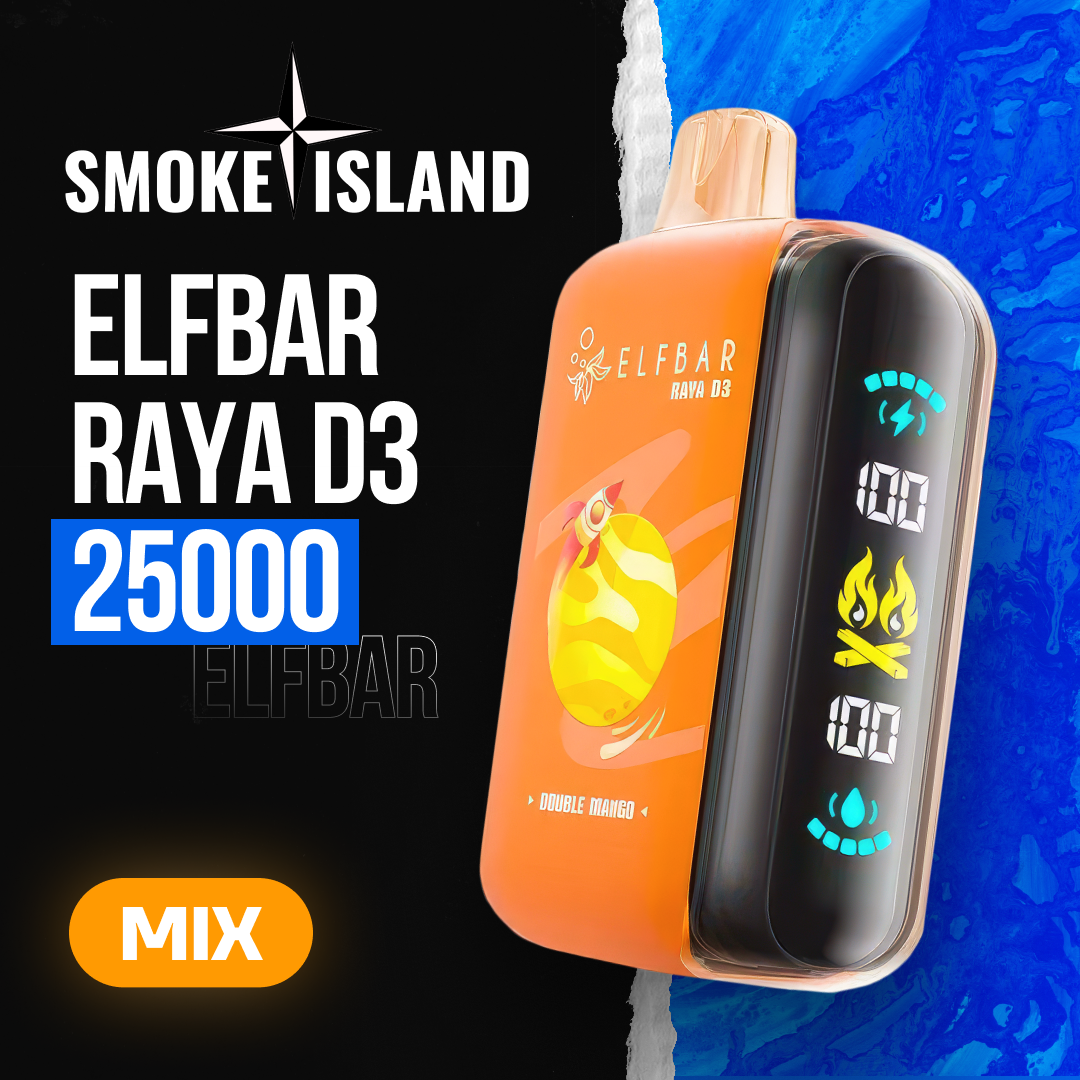 SMOKE ISLAND
ELFBAR
RAYA D3
25000
ELFBAR
MIX
ELFBAR
RAYA D3
DOUBLE MANGO
100
100